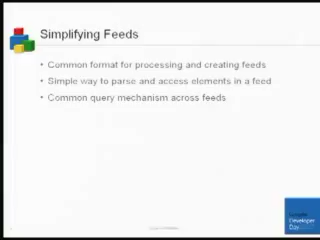 Simplifying Feeds
• Common format for processing and creating feeds
• Simple way to parse and access elements in a feed
• Common query mechanism across feeds
Developer
Day